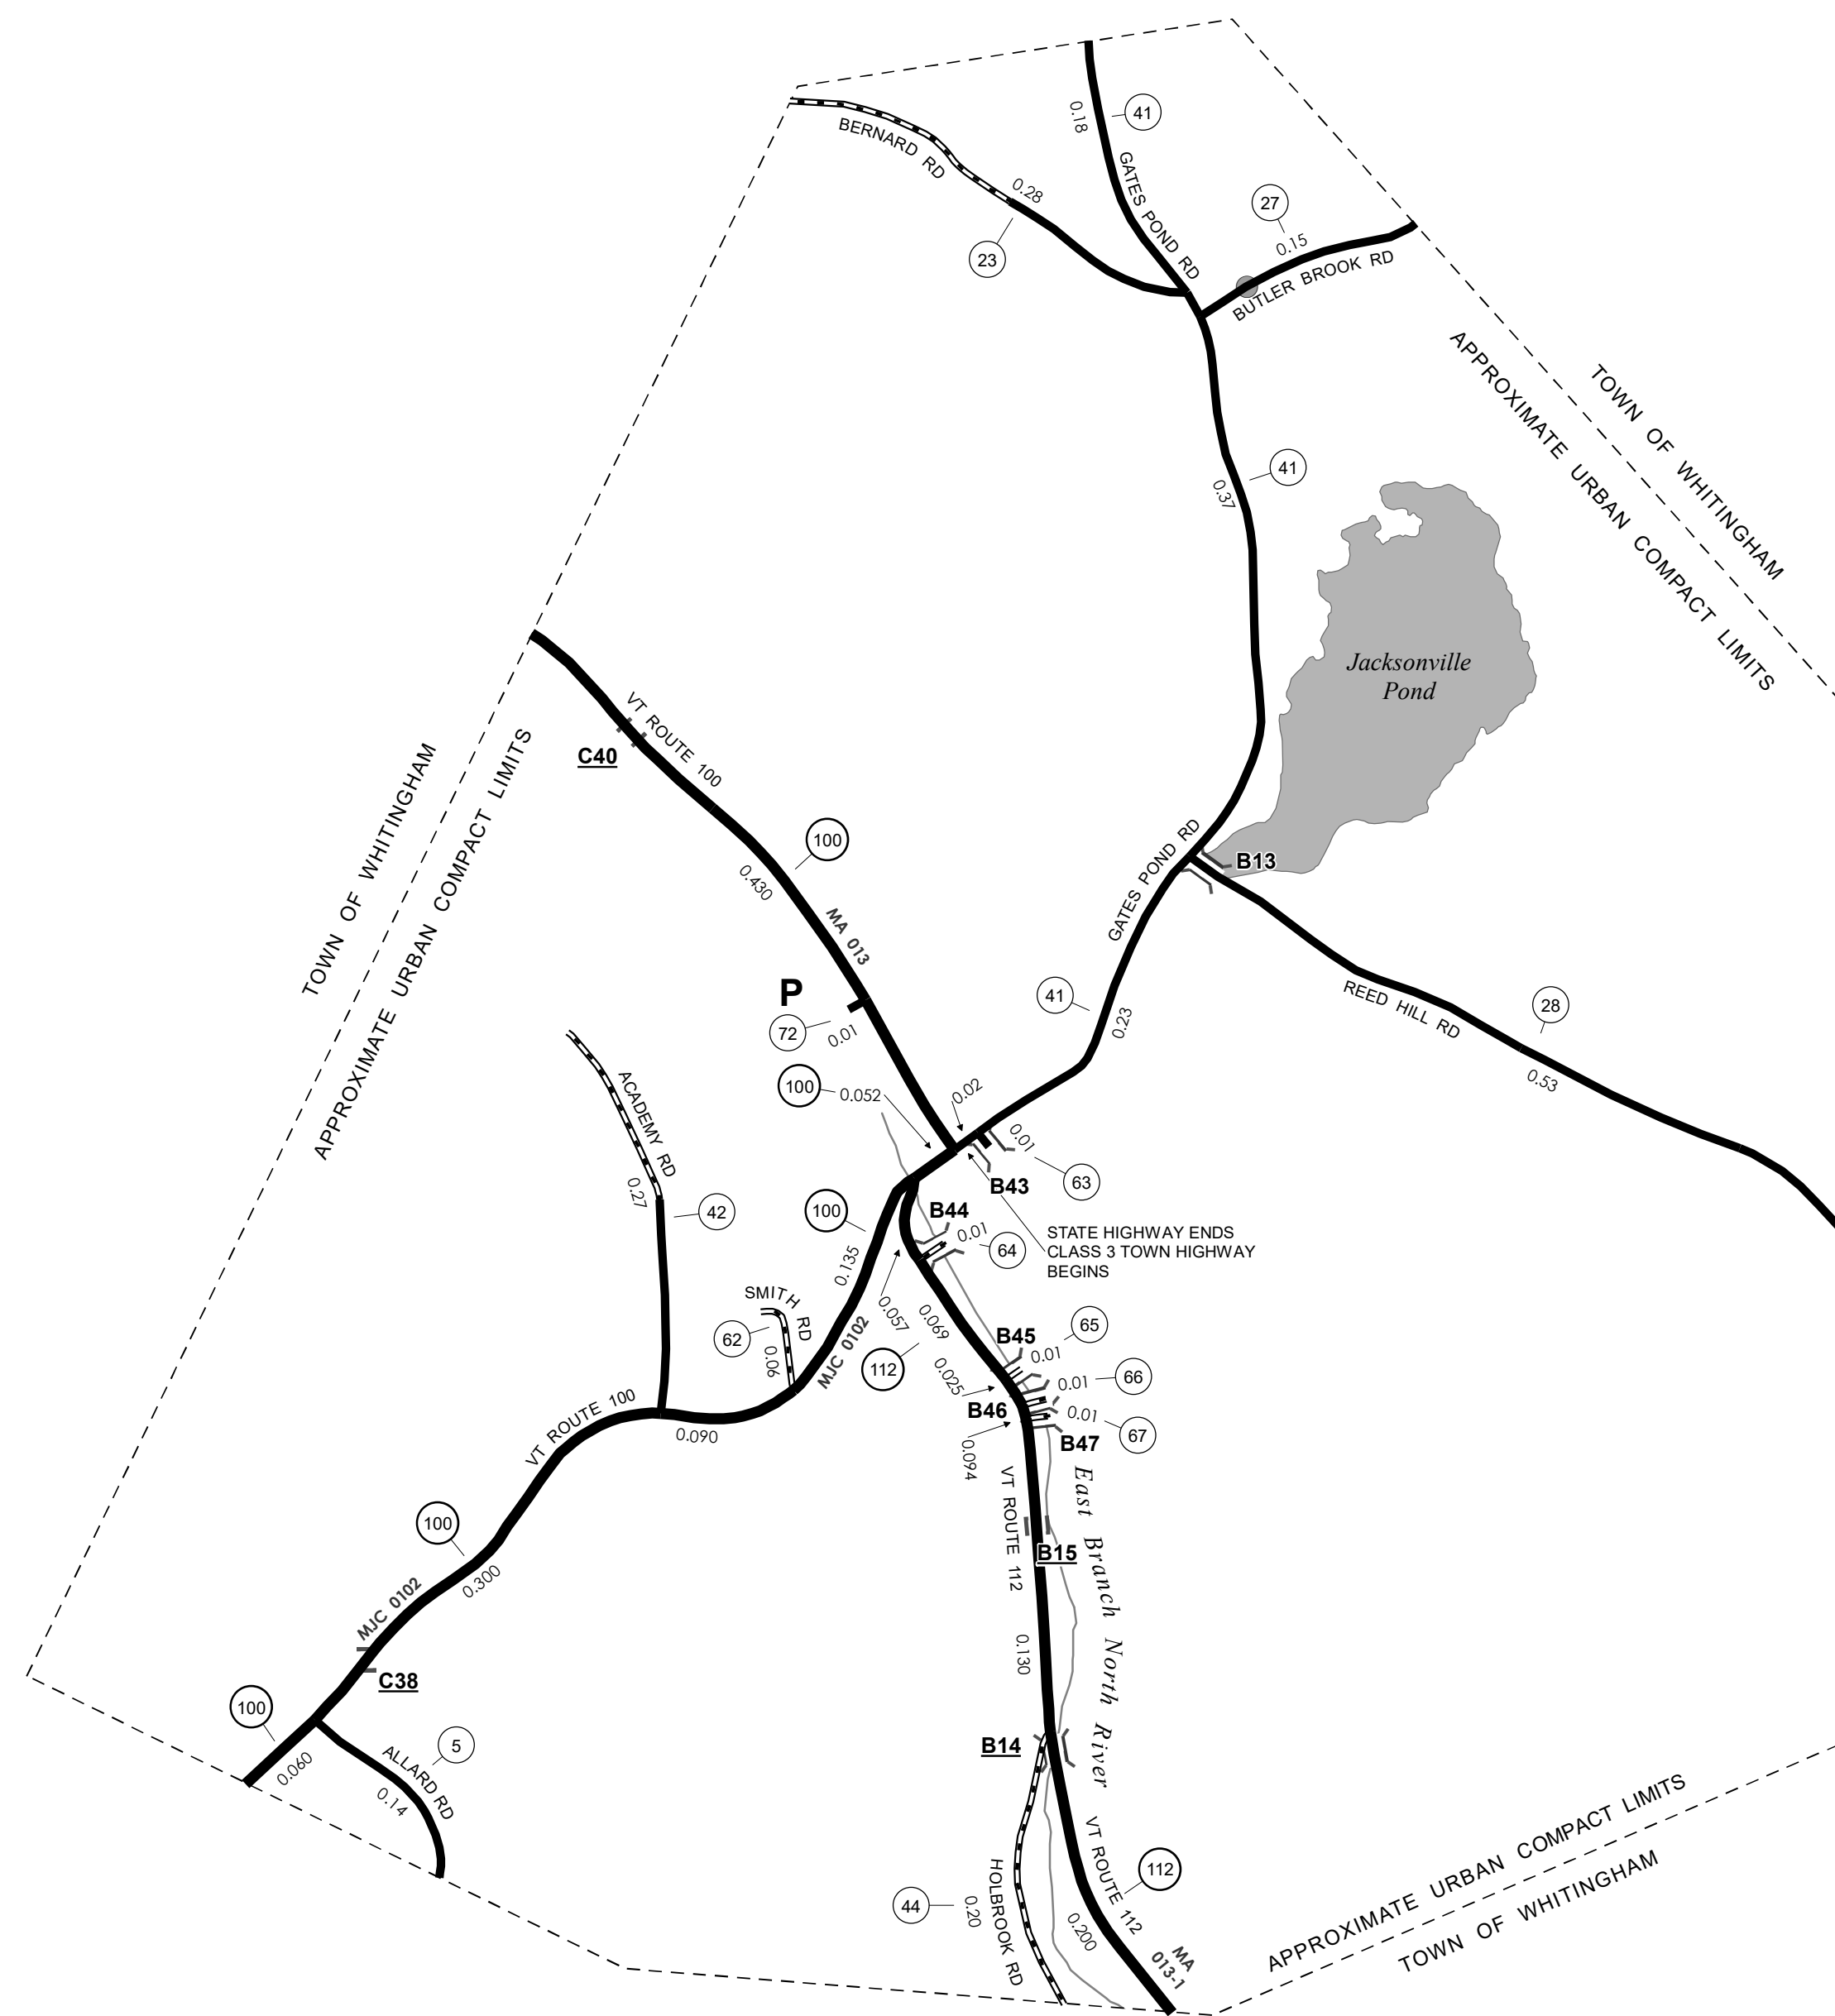 41
0.18
BERNARD RD
GATES POND RD
0.28
27
0.15
23
BUTLER BROOK RD
TOWN OF WHITINGHAM
APPROXIMATE URBAN COMPACT LIMITS
41
0.37
Jacksonville
Pond
VT ROUTE 100
C40
TOWN OF WHITINGHAM
APPROXIMATE URBAN COMPACT LIMITS
100
0.430
GATES POND RD
B13
MA 013
P
72
0.01
41
0.23
REED HILL RD
28
0.53
100
0.052
0.02
0.01
ACADEMY RD
63
B43
0.27
42
100
B44
0.01
64
STATE HIGHWAY ENDS
CLASS 3 TOWN HIGHWAY
BEGINS
0.135
SMITH RD
62
0.06
0.057
0.069
MJC 0102
112
B45
65
0.01
0.025
0.01
66
B46
0.01
67
B47
VT ROUTE 100
0.090
0.094
VT ROUTE 112
East Branch North River
100
B15
0.300
MJC 0102
0.130
C38
100
B14
5
ALLARD RD
0.060
0.14
VT ROUTE 112
APPROXIMATE URBAN COMPACT LIMITS
TOWN OF WHITINGHAM
112
44
0.20
HOLBROOK RD
0.200
MA
013-1